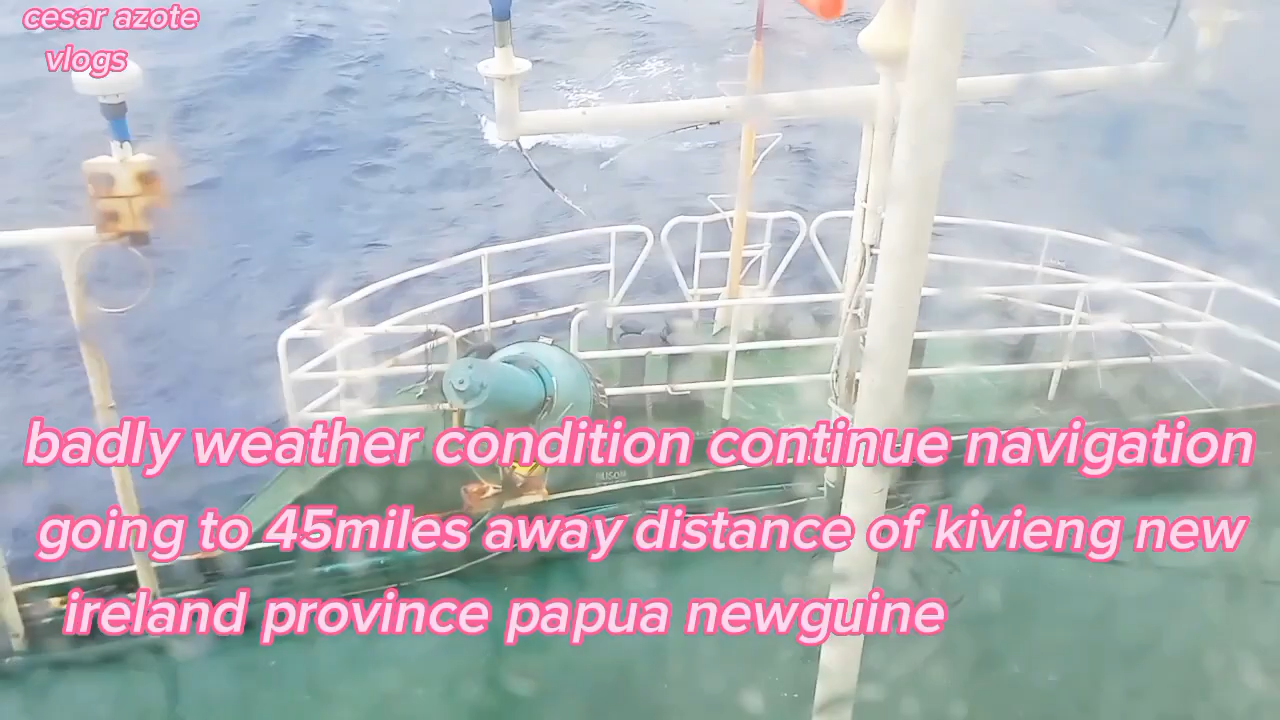 cesar azote
vlogs
badly weather condition continue navigation
going to 45miles away distance of kivieng new
ireland province papua newguine